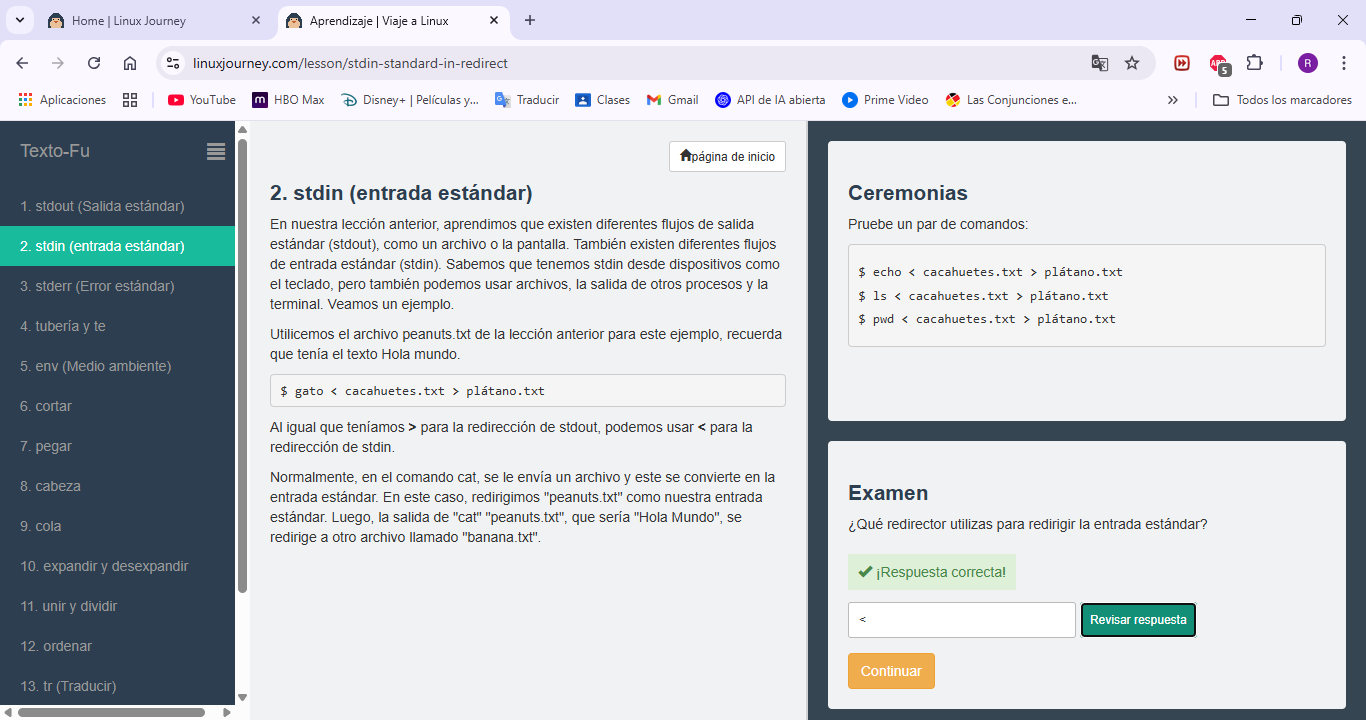 Home | Linux Journey
Aprendizaje | Viaje a Linux
linuxjourney.com/lesson/stdin-standard-in-redirect
5
R
Aplicaciones
YouTube
HBO Max
Disney+ | Películas y...
Traducir
Clases
Gmail
API de IA abierta
Prime Video
Las Conjunciones e...
Todos los marcadores
Texto-Fu
1. stdout (Salida estándar)
2. stdin (entrada estándar)
3. stderr (Error estándar)
4. tubería y te
5. env (Medio ambiente)
6. cortar
7. pegar
8. cabeza
9. cola
10. expandir y desexpandir
11. unir y dividir
12. ordenar
13. tr (Traducir)
página de inicio
2. stdin (entrada estándar)
En nuestra lección anterior, aprendimos que existen diferentes flujos de salida
estándar (stdout), como un archivo o la pantalla. También existen diferentes flujos
de entrada estándar (stdin). Sabemos que tenemos stdin desde dispositivos como
el teclado, pero también podemos usar archivos, la salida de otros procesos y la
terminal. Veamos un ejemplo.
Utilicemos el archivo peanuts.txt de la lección anterior para este ejemplo, recuerda
que tenía el texto Hola mundo.
$ gato < cacahuetes.txt > plátano.txt
Al igual que teníamos > para la redirección de stdout, podemos usar < para la
redirección de stdin.
Normalmente, en el comando cat, se le envía un archivo y este se convierte en la
entrada estándar. En este caso, redirigimos "peanuts.txt" como nuestra entrada
estándar. Luego, la salida de "cat" "peanuts.txt", que sería "Hola Mundo", se
redirige a otro archivo llamado "banana.txt".
Ceremonias
Pruebe un par de comandos:
$ echo < cacahuetes.txt > plátano.txt
$ ls < cacahuetes.txt > plátano.txt
$ pwd < cacahuetes.txt > plátano.txt
Examen
¿Qué redirector utilizas para redirigir la entrada estándar?
¡Respuesta correcta!
<
Revisar respuesta
Continuar